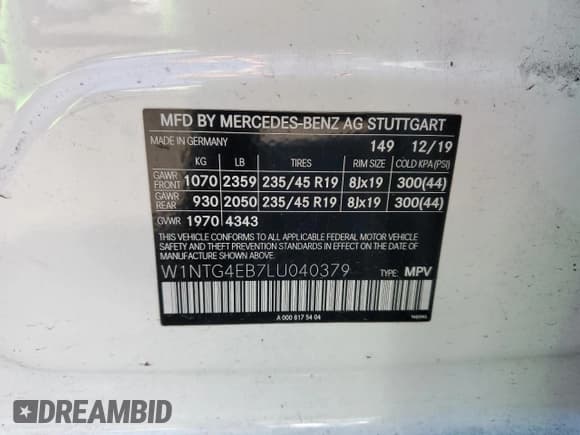 MFD BY MERCEDES-BENZ AG STUTTGART
MADE IN GERMANY 149 12/19
KG LB TIRES RIM SIZE COLD KPA(PSI)
GAWR FRONT 1070 2359 235/45 R19 8Jx19 300(44)
GAWR REAR 930 2050 235/45 R19 8Jx19 300(44)
GVWR 1970 4343
THIS VEHICLE CONFORMS TO ALL APPLICABLE FEDERAL MOTOR VEHICLE
SAFETY AND THEFT PREVENTION STANDARDS IN EFFECT ON THE DATE OF
MANUFACTURE SHOWN ABOVE.
W1NTG4EB7LU040379 TYPE: MPV
A 000 817 54 04
DREAMBID